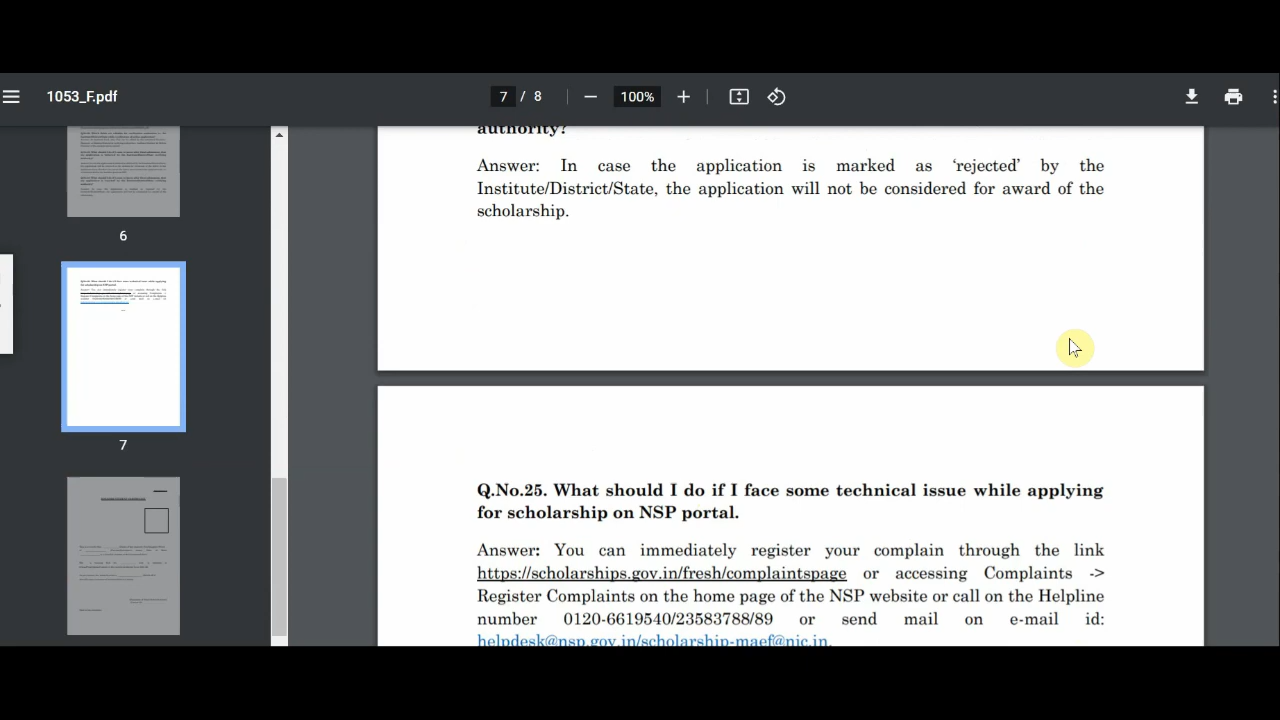 1053_F.pdf
7 / 8
100%
authority?
Answer: In case the application is marked as ‘rejected’ by the
Institute/District/State, the application will not be considered for award of the
scholarship.
6
7
Q.No.25. What should I do if I face some technical issue while applying
for scholarship on NSP portal.
Answer: You can immediately register your complain through the link
https://scholarships.gov.in/fresh/complaintspage or accessing Complaints ->
Register Complaints on the home page of the NSP website or call on the Helpline
number 0120-6619540/23583788/89 or send mail on e-mail id:
helpdesk@nsp.gov.in/scholarship-maef@nic.in.